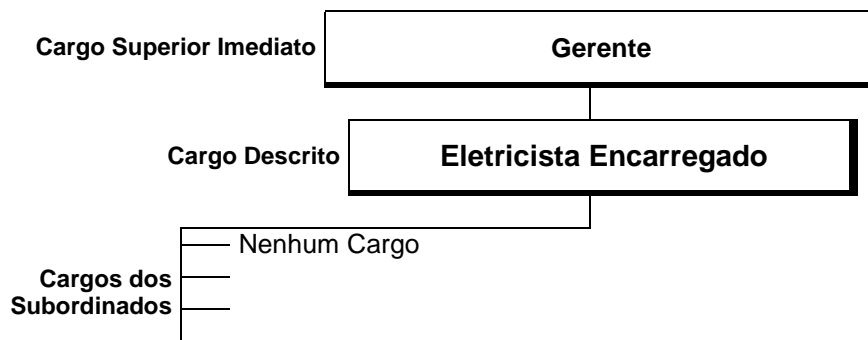 Cargo Superior Imediato
Gerente
Cargo Descrito
Eletricista Encarregado
Nenhum Cargo
Cargos dos
Subordinados